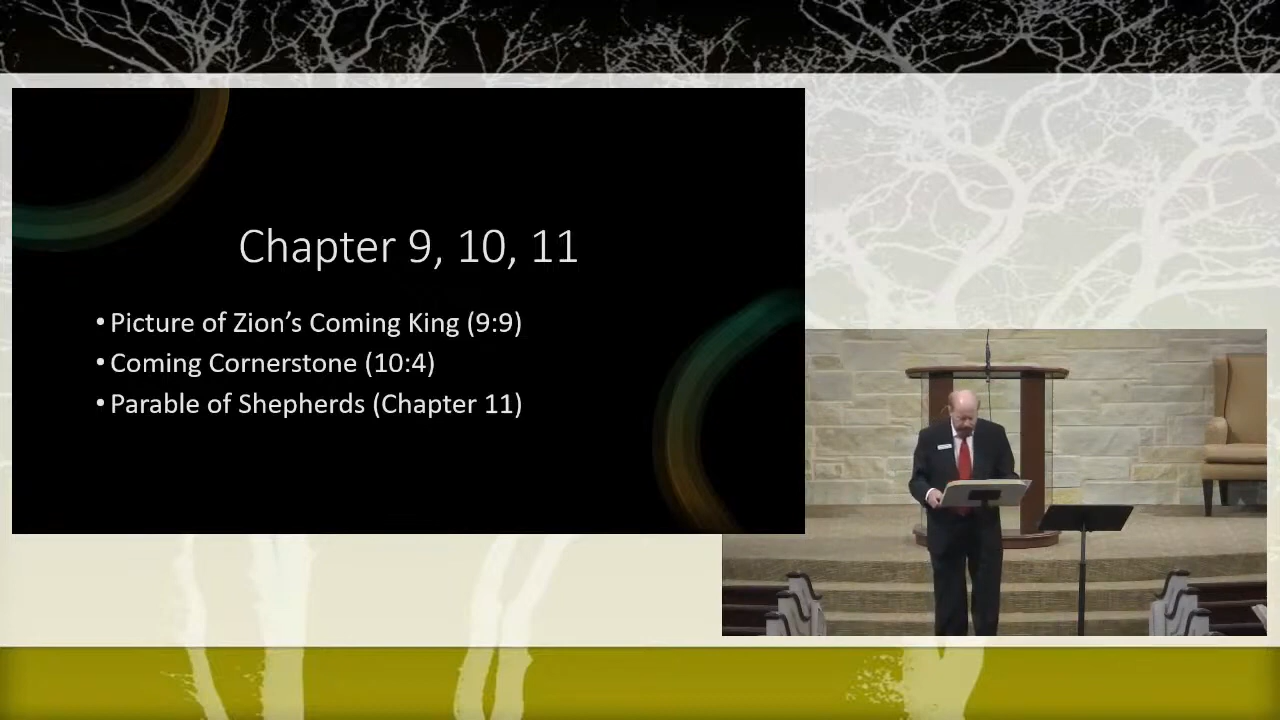 Chapter 9, 10, 11
• Picture of Zion’s Coming King (9:9)
• Coming Cornerstone (10:4)
• Parable of Shepherds (Chapter 11)